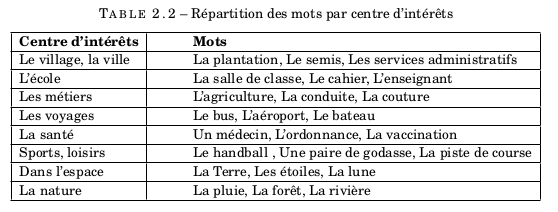 TABLE 2.2 – Répartition des mots par centre d'intérêts
Centre d'intérêts Mots
Le village, la ville La plantation, Le semis, Les services administratifs
L'école La salle de classe, Le cahier, L'enseignant
Les métiers L'agriculture, La conduite, La couture
Les voyages Le bus, L'aéroport, Le bateau
La santé Un médecin, L'ordonnance, La vaccination
Sports, loisirs Le handball , Une paire de godasse, La piste de course
Dans l'espace La Terre, Les étoiles, La lune
La nature La pluie, La forêt, La rivière